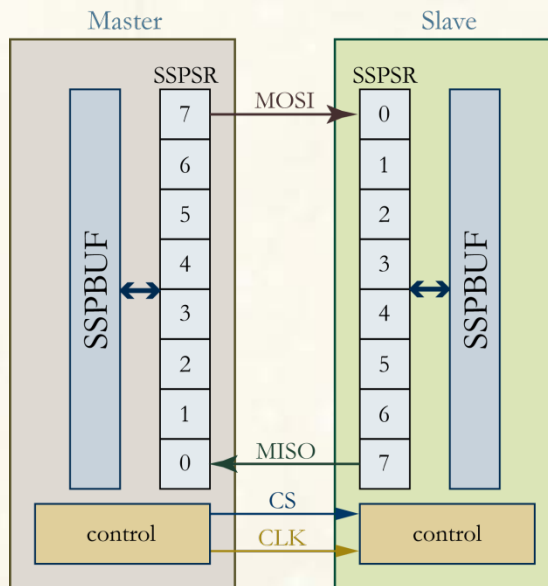 Master Slave
SSPSR SSPSR
7 MOSI 0
6 1
5 2
SSPBUF 4 3 SSPBUF
3 4
2 5
1 6
0 MISO 7
CS
control control
CLK